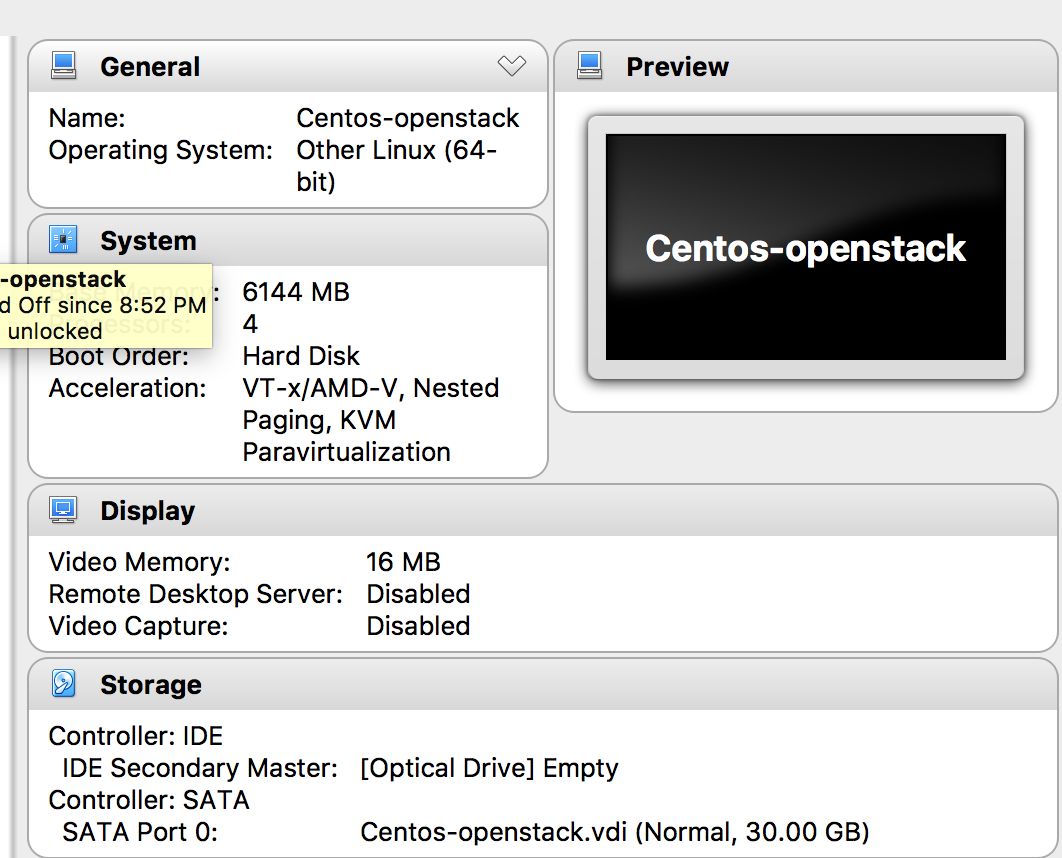 General
Name: Centos-openstack
Operating System: Other Linux (64-
bit)
Preview
Centos-openstack
System
-openstack
d Off since 8:52 PM
unlocked
Base Memory: 6144 MB
Processors: 4
Boot Order: Hard Disk
Acceleration: VT-x/AMD-V, Nested
Paging, KVM
Paravirtualization
Display
Video Memory: 16 MB
Remote Desktop Server: Disabled
Video Capture: Disabled
Storage
Controller: IDE
IDE Secondary Master: [Optical Drive] Empty
Controller: SATA
SATA Port 0: Centos-openstack.vdi (Normal, 30.00 GB)